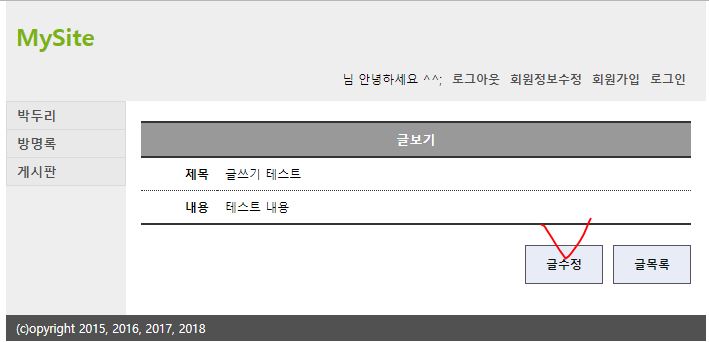 MySite
님 안녕하세요 ^^; 로그아웃 회원정보수정 회원가입 로그인
박두리
방명록
게시판
글보기
제목 글쓰기 테스트
내용 테스트 내용
글수정 글목록
(c)opyright 2015, 2016, 2017, 2018